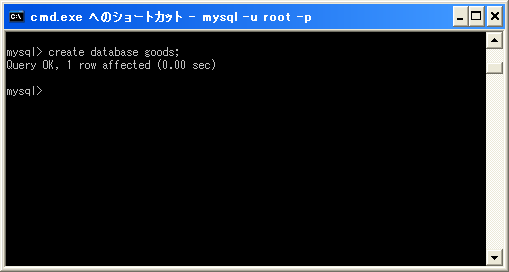 C:\ cmd.exe へのショートカット - mysql -u root -p
mysql> create database goods;
Query OK, 1 row affected (0.00 sec)
mysql>